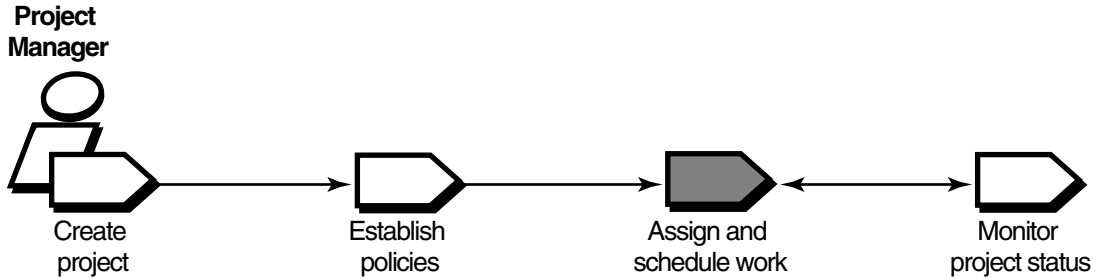 Project
Manager
Create
project
Establish
policies
Assign and
schedule work
Monitor
project status